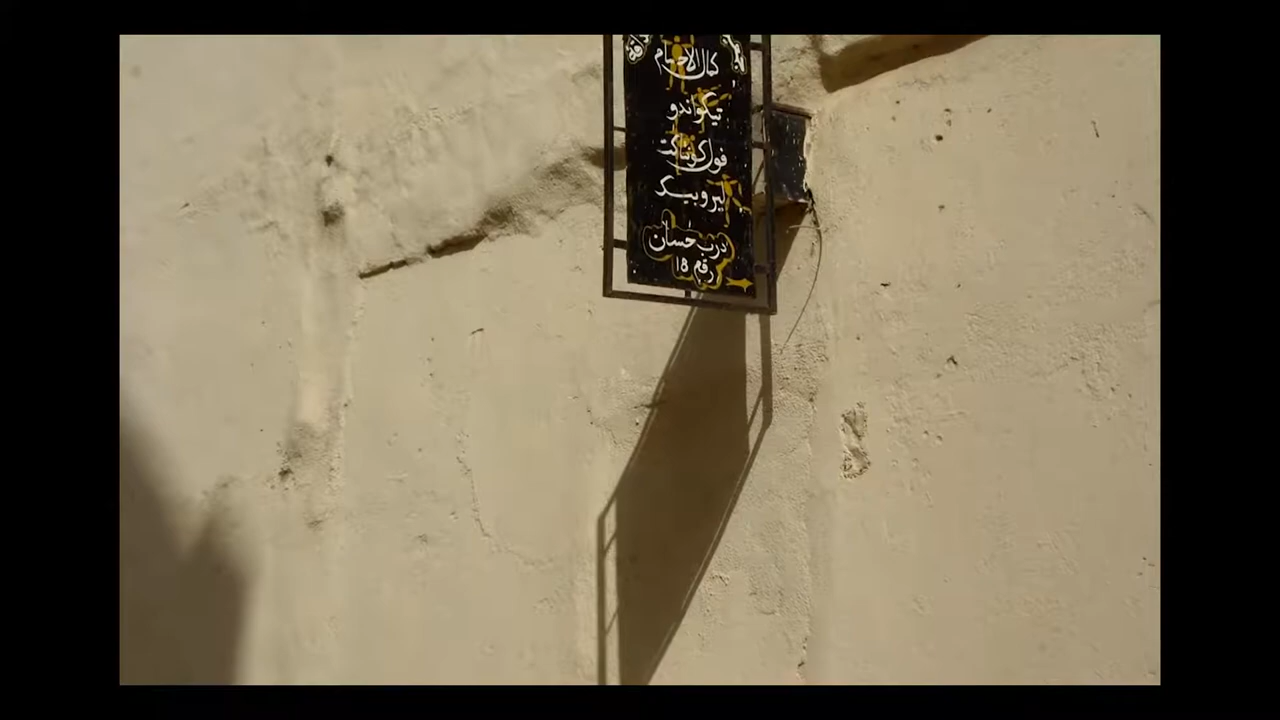 كمال الاجسام
تيكواندو
فول كونتاكت
ايروبيك
درب حسان
رقم 18